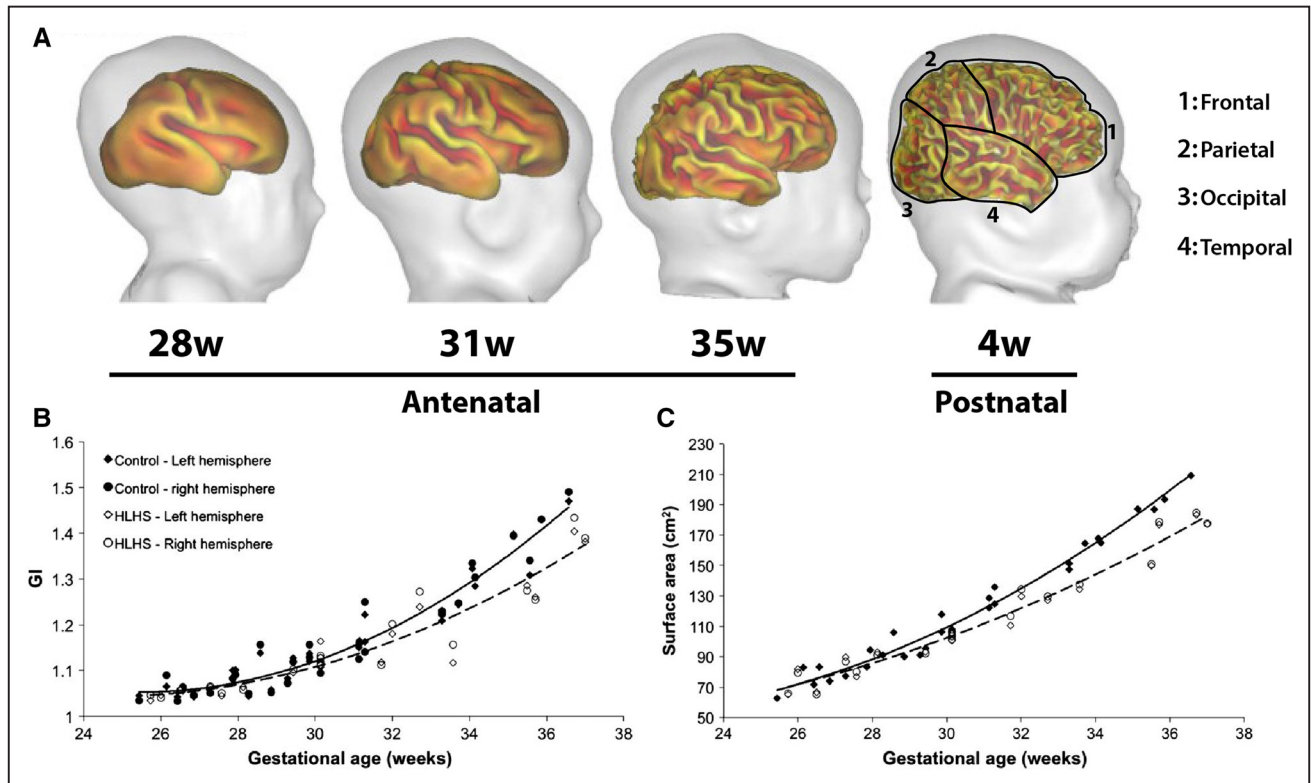 A
2
1
3
4
1: Frontal
2: Parietal
3: Occipital
4: Temporal
28w
31w
35w
4w
Antenatal
Postnatal
B
1.6
1.5
1.4
1.3
1.2
1.1
1
GI
◆ Control - Left hemisphere
● Control - right hemisphere
◇ HLHS - Left hemisphere
○ HLHS - Right hemisphere
24 26 28 30 32 34 36 38
Gestational age (weeks)
C
230
210
190
170
150
130
110
90
70
50
Surface area (cm²)
24 26 28 30 32 34 36 38
Gestational age (weeks)